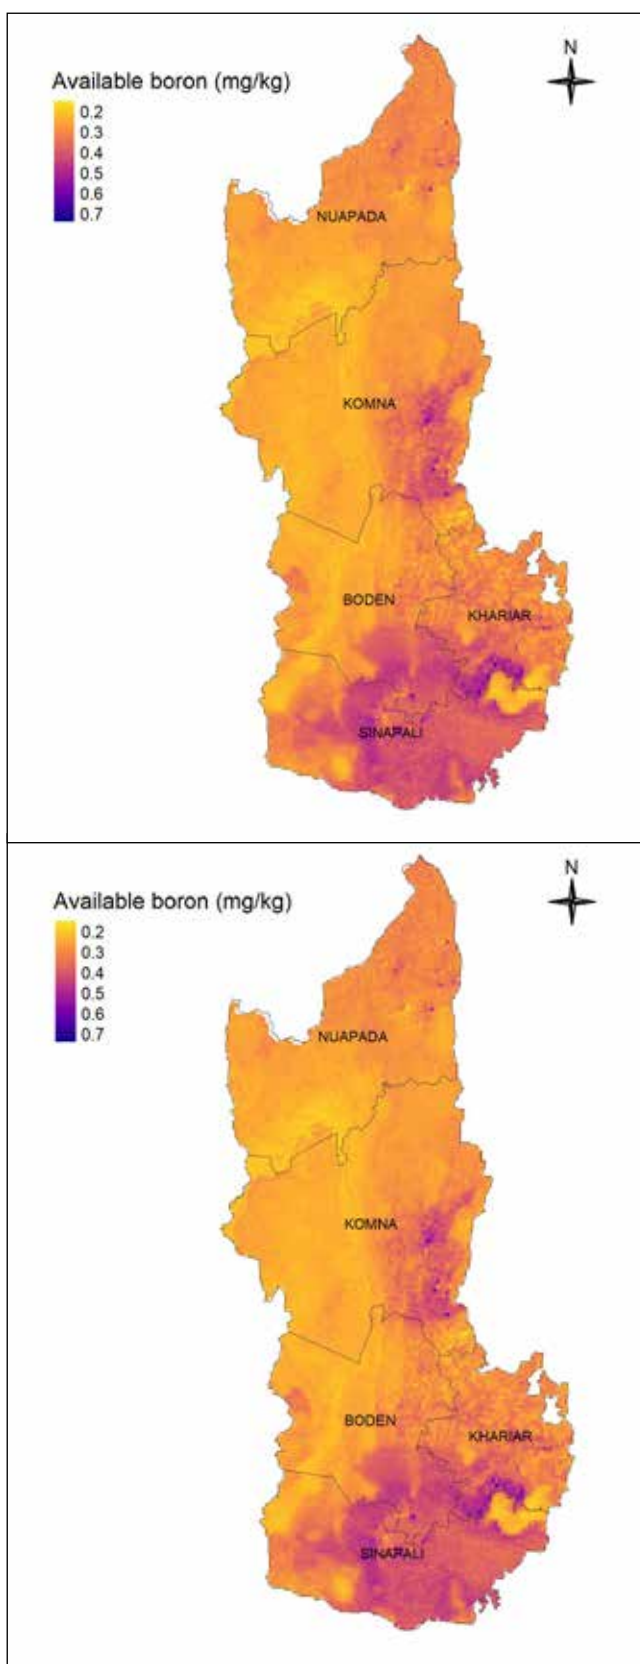 N
Available boron (mg/kg)
0.2
0.3
0.4
0.5
0.6
0.7
NUAPADA
KOMNA
BODEN
KHARIAR
SINAPALI
N
Available boron (mg/kg)
0.2
0.3
0.4
0.5
0.6
0.7
NUAPADA
KOMNA
BODEN
KHARIAR
SINAPALI